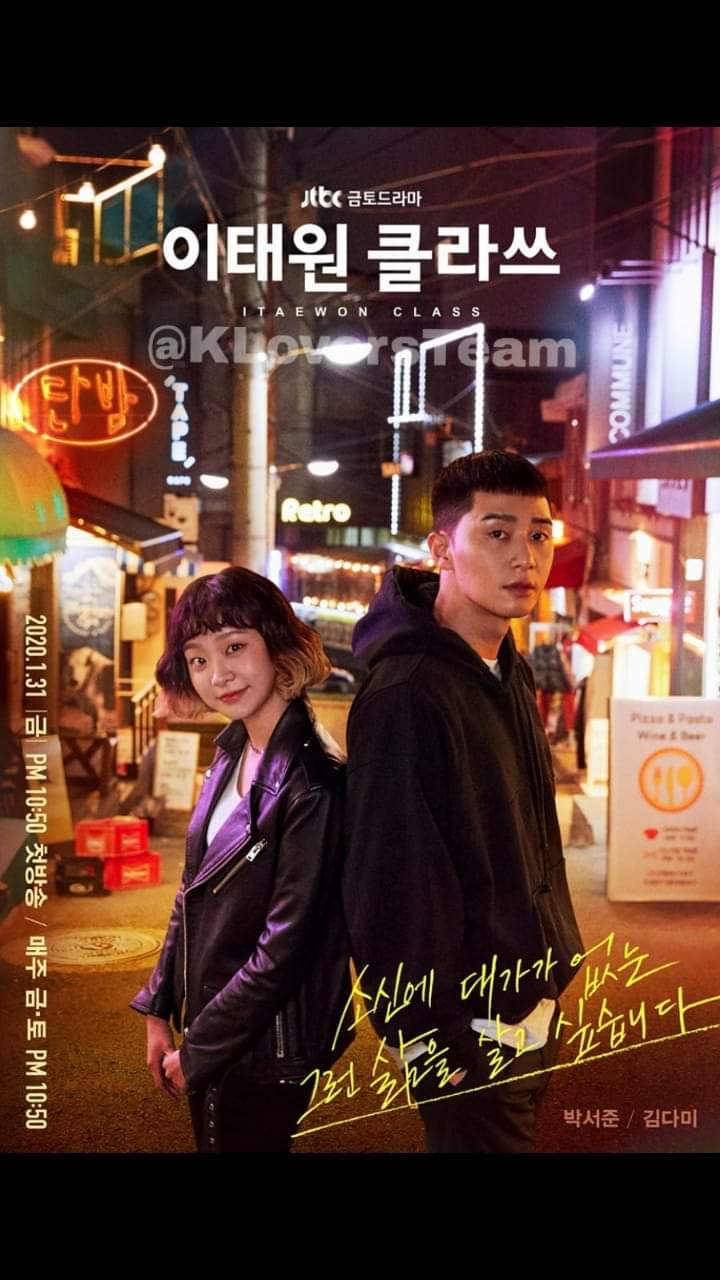 JTBC 금토드라마
이태원 클라쓰
ITAEWON CLASS
@KLoversTeam
단밤
TAPE
COMMUNE
Retro
2020.1.31 |금| PM 10:50 첫방송 / 매주 금·토 PM 10:50
Pizza & Pasta
Wine & Beer
소신에 대가가 없는
그런 삶을 살고 싶습니다
박서준 / 김다미